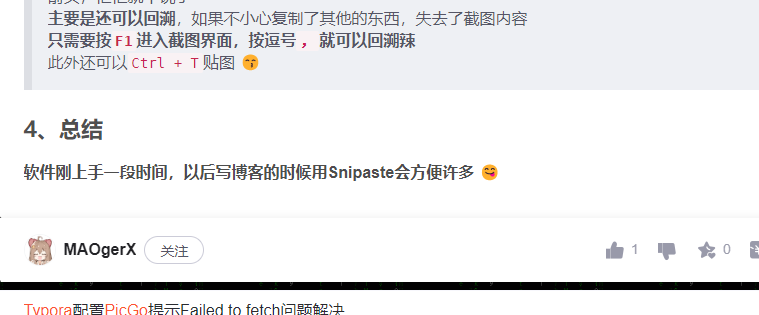 主要是还可以回溯，如果不小心复制了其他的东西，失去了截图内容
只需要按 F1 进入截图界面，按逗号 ， 就可以回溯辣
此外还可以 Ctrl + T 贴图 😙
4、总结
软件刚上手一段时间，以后写博客的时候用Snipaste会方便许多 😋
MAOgerX 关注 1 0
Typora配置PicGo提示Failed to fetch问题解决